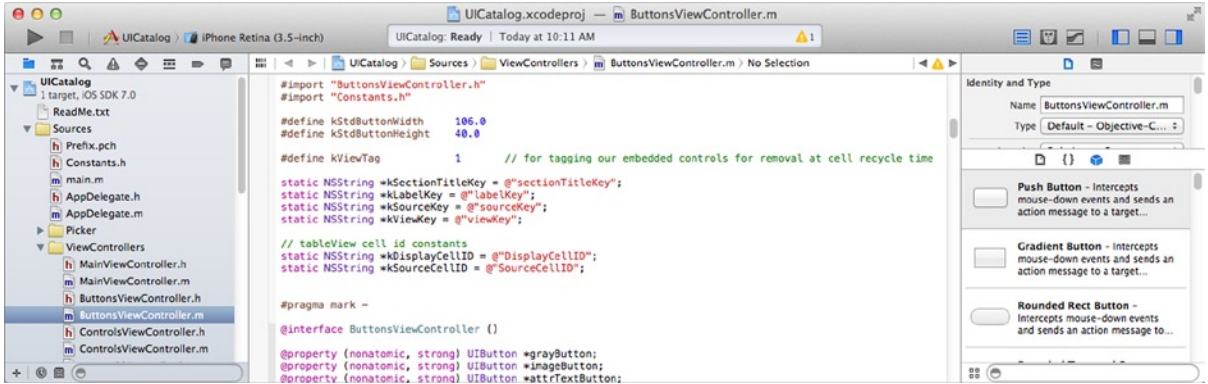 UICatalog.xcodeproj — m ButtonsViewController.m
UICatalog iPhone Retina (3.5-inch)
UICatalog: Ready | Today at 10:11 AM
1
UICatalog
1 target, iOS SDK 7.0
ReadMe.txt
Sources
h Prefix.pch
h Constants.h
m main.m
h AppDelegate.h
m AppDelegate.m
Picker
ViewControllers
h MainViewController.h
m MainViewController.m
h ButtonsViewController.h
m ButtonsViewController.m
h ControlsViewController.h
m ControlsViewController.m
UICatalog Sources ViewControllers m ButtonsViewController.m No Selection
#import "ButtonsViewController.h"
#import "Constants.h"
#define kStdButtonWidth 106.0
#define kStdButtonHeight 40.0
#define kViewTag 1 // for tagging our embedded controls for removal at cell recycle time
static NSString *kSectionTitleKey = @"sectionTitleKey";
static NSString *kLabelKey = @"labelKey";
static NSString *kSourceKey = @"sourceKey";
static NSString *kViewKey = @"viewKey";
// tableView cell id constants
static NSString *kDisplayCellID = @"DisplayCellID";
static NSString *kSourceCellID = @"SourceCellID";
#pragma mark -
@interface ButtonsViewController ()
@property (nonatomic, strong) UIButton *grayButton;
@property (nonatomic, strong) UIButton *imageButton;
@property (nonatomic, strong) UIButton *attrTextButton;
Identity and Type
Name ButtonsViewController.m
Type Default - Objective-C...
{}
Push Button - Intercepts
mouse-down events and sends an
action message to a target...
Gradient Button - Intercepts
mouse-down events and sends an
action message to a target...
Rounded Rect Button -
Intercepts mouse-down events
and sends an action message to...